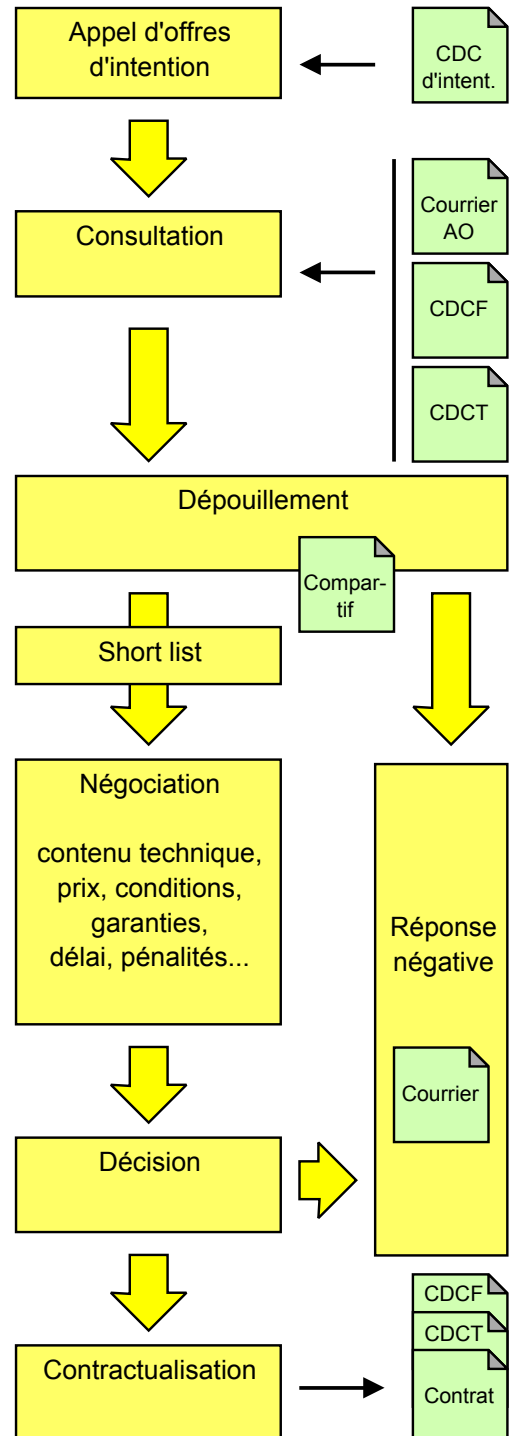 Appel d'offres
d'intention
CDC
d'intent.
Consultation
Courrier
AO
CDCF
CDCT
Dépouillement
Compar-
tif
Short list
Négociation
contenu technique,
prix, conditions,
garanties,
délai, pénalités...
Réponse
négative
Courrier
Décision
Contractualisation
CDCF
CDCT
Contrat